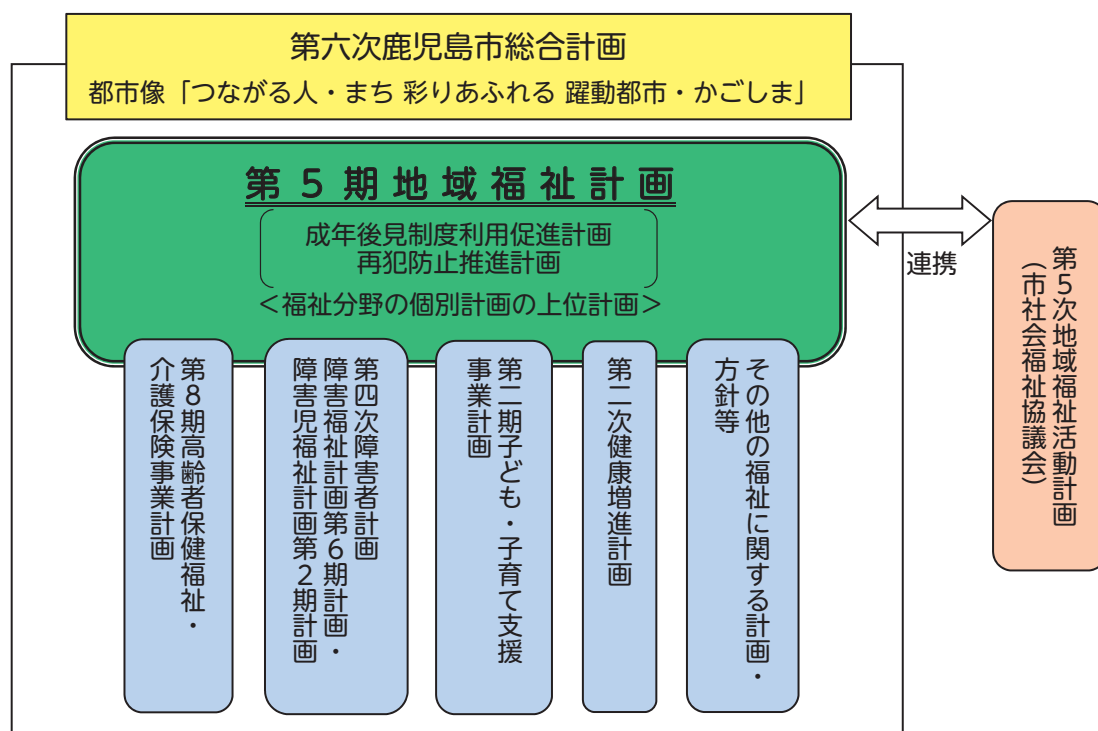 第六次鹿児島市総合計画
都市像「つながる人・まち 彩りあふれる 躍動都市・かごしま」
第５期地域福祉計画
成年後見制度利用促進計画
再犯防止推進計画
＜福祉分野の個別計画の上位計画＞
連携
第８期高齢者保健福祉・
介護保険事業計画
第四次障害者計画
障害福祉計画第６期計画・
障害児福祉計画第２期計画
第二期子ども・子育て支援
事業計画
第二次健康増進計画
その他の福祉に関する計画・
方針等
第５次地域福祉活動計画
（市社会福祉協議会）